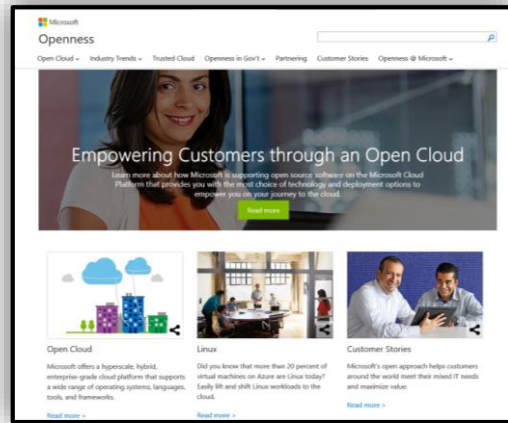 Microsoft
Openness
Open Cloud Industry Trends Trusted Cloud Openness in Gov't Partnering Customer Stories Openness @ Microsoft
Empowering Customers through an Open Cloud
Learn more about how Microsoft is supporting open source software on the Microsoft Cloud
Platform that provides you with the most choice of technology and deployment options to
empower you on your journey to the cloud.
Read more
Open Cloud
Microsoft offers a hyperscale, hybrid,
enterprise-grade cloud platform that supports
a wide range of operating systems, languages,
tools, and frameworks.
Read more >
Linux
Did you know that more than 20 percent of
virtual machines on Azure are Linux today?
Easily lift and shift Linux workloads to the
cloud.
Read more >
Customer Stories
Microsoft's open approach helps customers
around the world meet their mixed IT needs
and maximize value.
Read more >